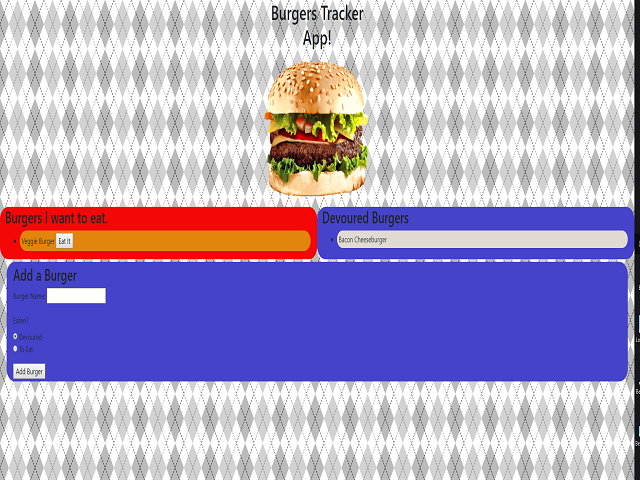 Burgers Tracker
App!
Burgers I want to eat.
Veggie Burger Eat It
Devoured Burgers
Bacon Cheeseburger
Add a Burger
Burger Name:
Eaten?
Devoured
To Eat
Add Burger